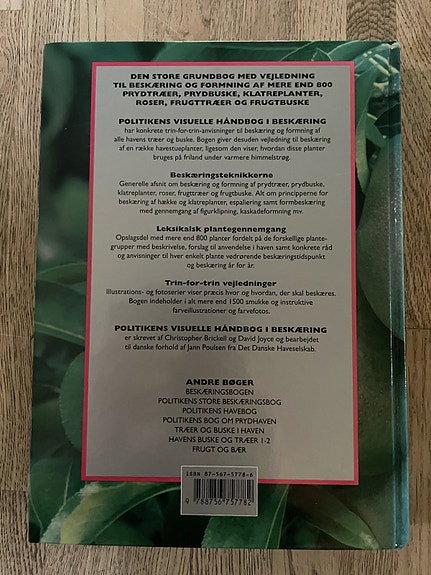 DEN STORE GRUNDBOG MED VEJLEDNING
TIL BESKÆRING OG FORMNING AF MERE END 800
PRYDTRÆER, PRYDBUSKE, KLATREPLANTER,
ROSER, FRUGTTRÆER OG FRUGTBUSKE
POLITIKENS VISUELLE HÅNDBOG I BESKÆRING
har konkrete trin-for-trin-anvisninger til beskæring og formning af
alle havens træer og buske. Bogen giver desuden vejledning til beskæring
af en række havestueplanter, ligesom den viser, hvordan disse planter
bruges på friland under varmere himmelstrøg.
Beskæringsteknikkerne
Generelle afsnit om beskæring og formning af prydtræer, prydbuske,
klatreplanter, roser, frugttræer og frugtbuske. Alt om principperne for
beskæring af hække og klatreplanter, espaliering samt formbeskæring
med gennemgang af figurklipning, kaskadeformning mv.
Leksikalsk plantegennemgang
Opslagsdel med mere end 800 planter fordelt på de forskellige plante-
grupper med beskrivelse, forslag til anvendelse i haven samt konkrete råd
og anvisninger til hver enkelt plante vedrørende beskæringstidspunkt
og beskæring år for år.
Trin-for-trin vejledninger
Illustrations- og fotoserier viser præcis hvor og hvordan, der skal beskæres.
Bogen indeholder i alt mere end 1500 smukke og instruktive
farveillustrationer og farvefotos.
POLITIKENS VISUELLE HÅNDBOG I BESKÆRING
er skrevet af Christopher Brickell og David Joyce og bearbejdet
til danske forhold af Jann Poulsen fra Det Danske Haveselskab.
ANDRE BØGER
BESKÆRINGSBOGEN
POLITIKENS STORE BESKÆRINGSBOG
POLITIKENS HAVEBOG
POLITIKENS BOG OM PRYDHAVEN
TRÆER OG BUSKE I HAVEN
HAVENS BUSKE OG TRÆER 1-2
FRUGT OG BÆR
ISBN 87-567-5778-6
9 788756 757782